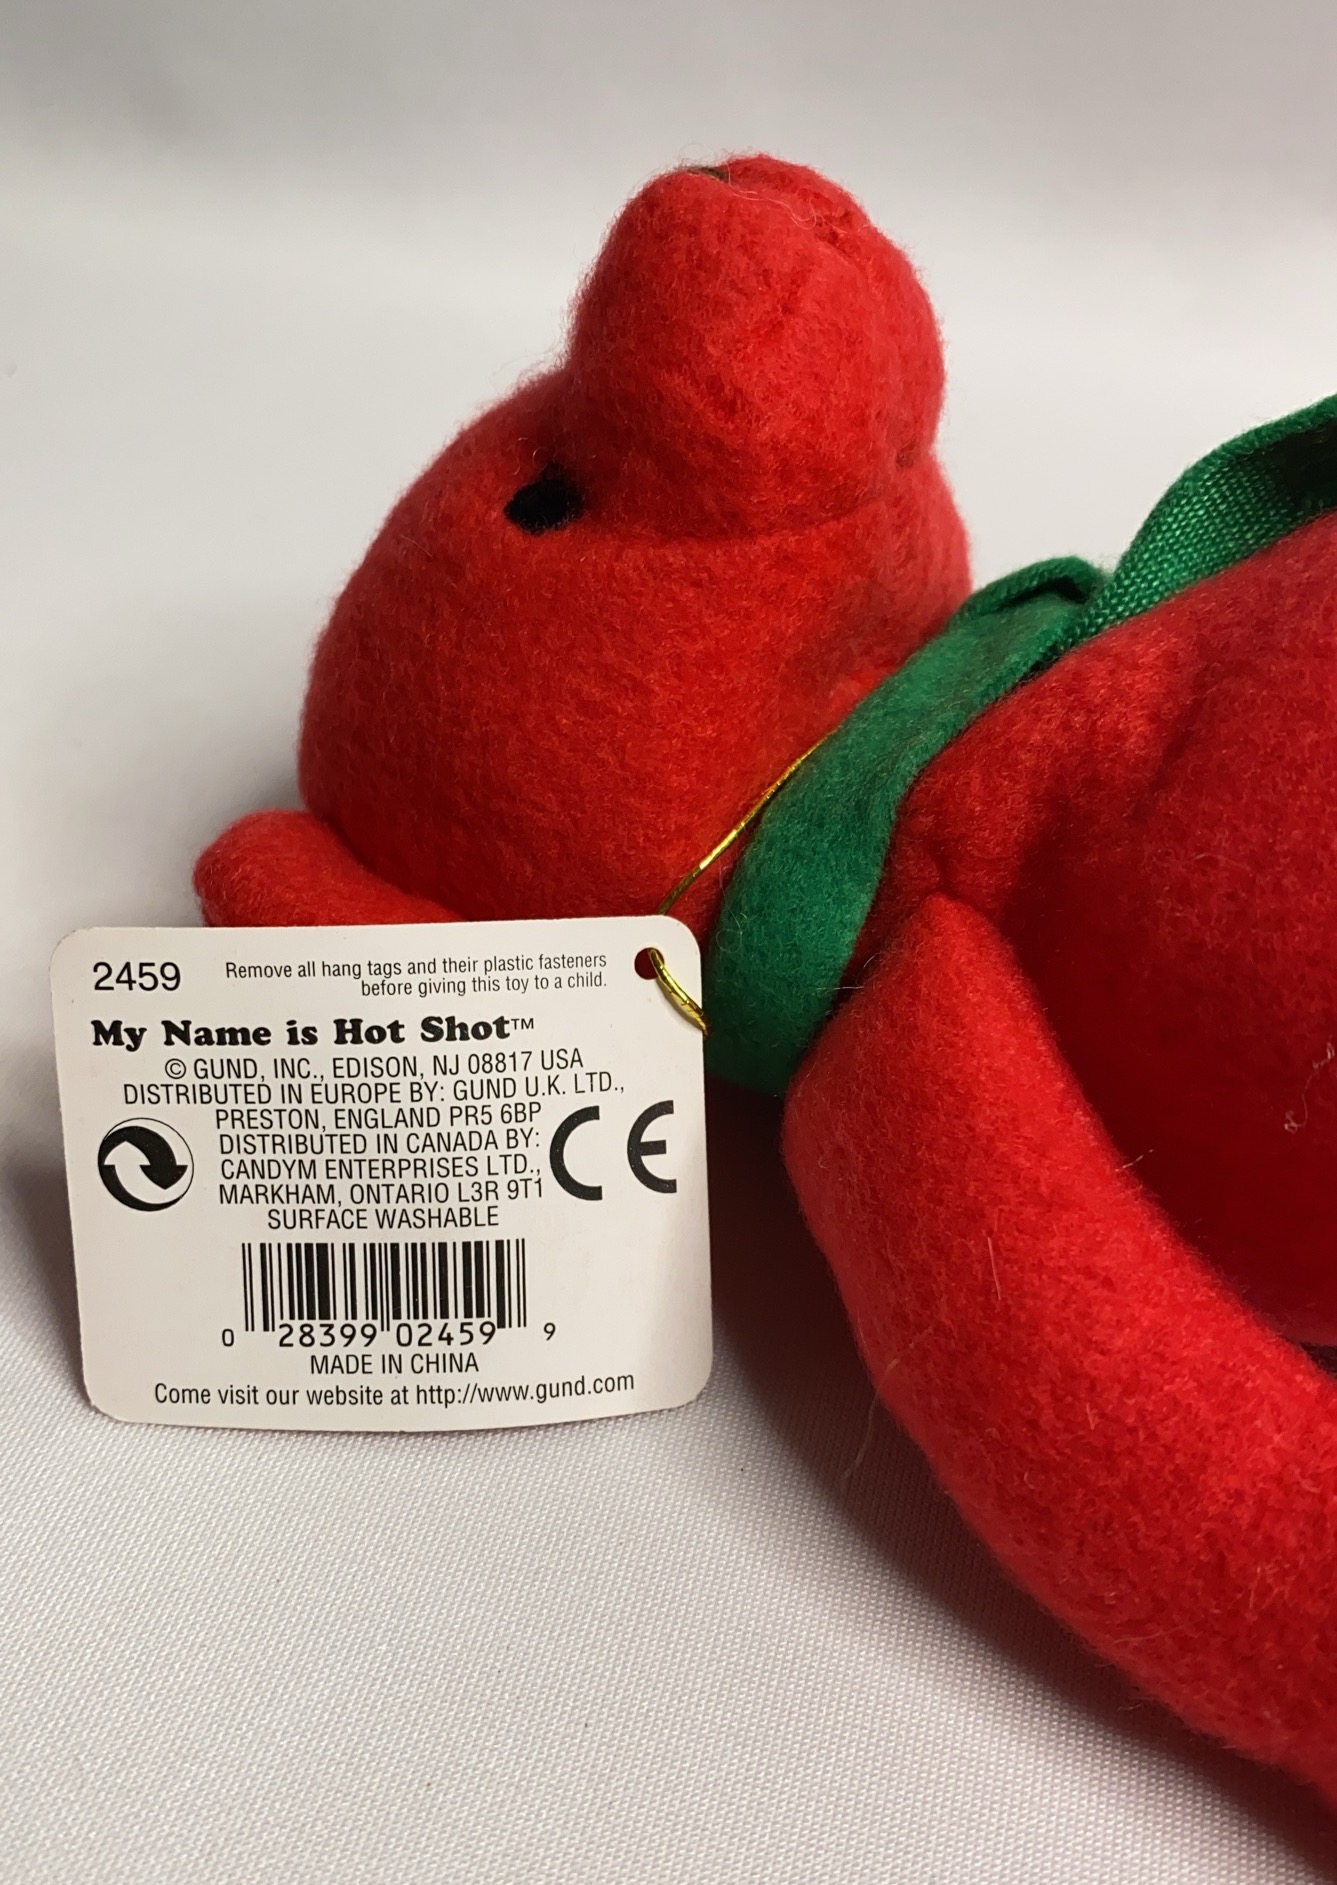 2459
Remove all hang tags and their plastic fasteners
before giving this toy to a child.
My Name is Hot Shot™
© GUND, INC., EDISON, NJ 08817 USA
DISTRIBUTED IN EUROPE BY: GUND U.K. LTD.,
PRESTON, ENGLAND PR5 6BP
DISTRIBUTED IN CANADA BY:
CANDYM ENTERPRISES LTD.,
MARKHAM, ONTARIO L3R 9T1
CE
SURFACE WASHABLE
0 28399 02459 9
MADE IN CHINA
Come visit our website at http://www.gund.com